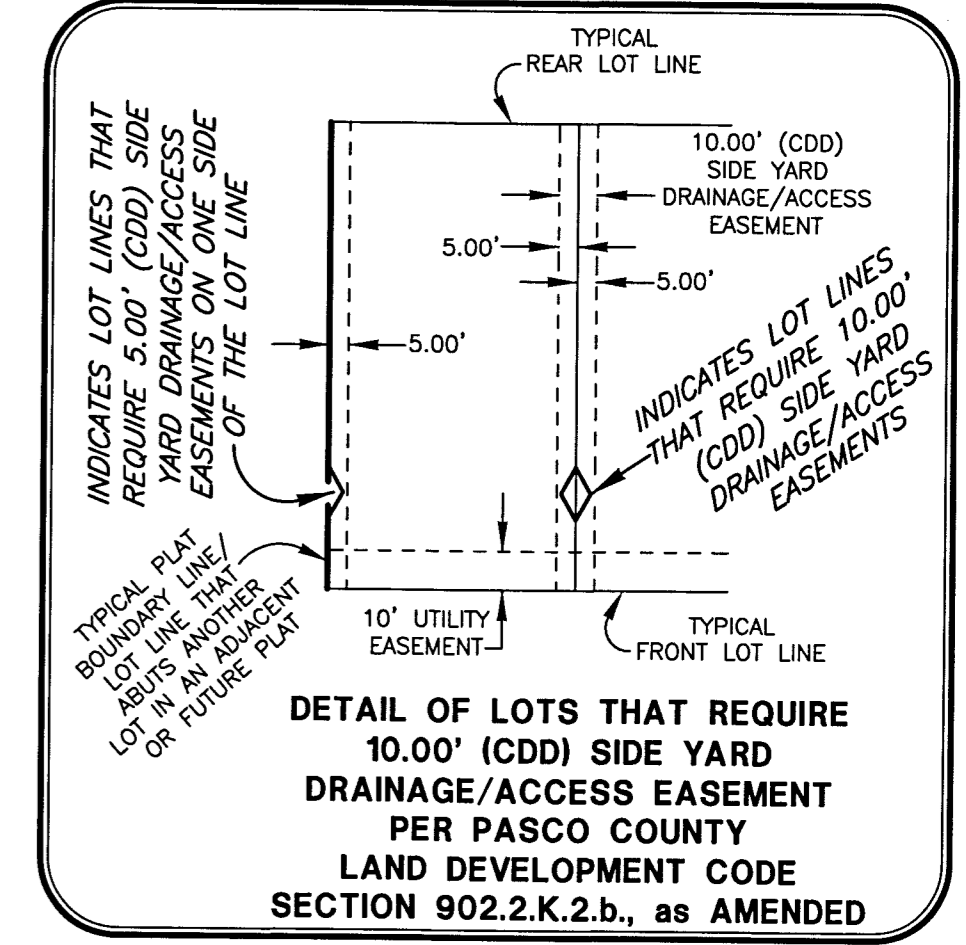 TYPICAL
REAR LOT LINE
INDICATES LOT LINES THAT
REQUIRE 5.00' (CDD) SIDE
YARD DRAINAGE/ACCESS
EASEMENTS ON ONE SIDE
OF THE LOT LINE
10.00' (CDD)
SIDE YARD
DRAINAGE/ACCESS
EASEMENT
5.00'
5.00'
5.00'
INDICATES LOT LINES
THAT REQUIRE 10.00'
(CDD) SIDE YARD
DRAINAGE/ACCESS
EASEMENTS
TYPICAL PLAT
BOUNDARY LINE/
LOT LINE THAT
ABUTS ANOTHER
LOT IN AN ADJACENT
OR FUTURE PLAT
10' UTILITY
EASEMENT
TYPICAL
FRONT LOT LINE
DETAIL OF LOTS THAT REQUIRE
10.00' (CDD) SIDE YARD
DRAINAGE/ACCESS EASEMENT
PER PASCO COUNTY
LAND DEVELOPMENT CODE
SECTION 902.2.K.2.b., as AMENDED